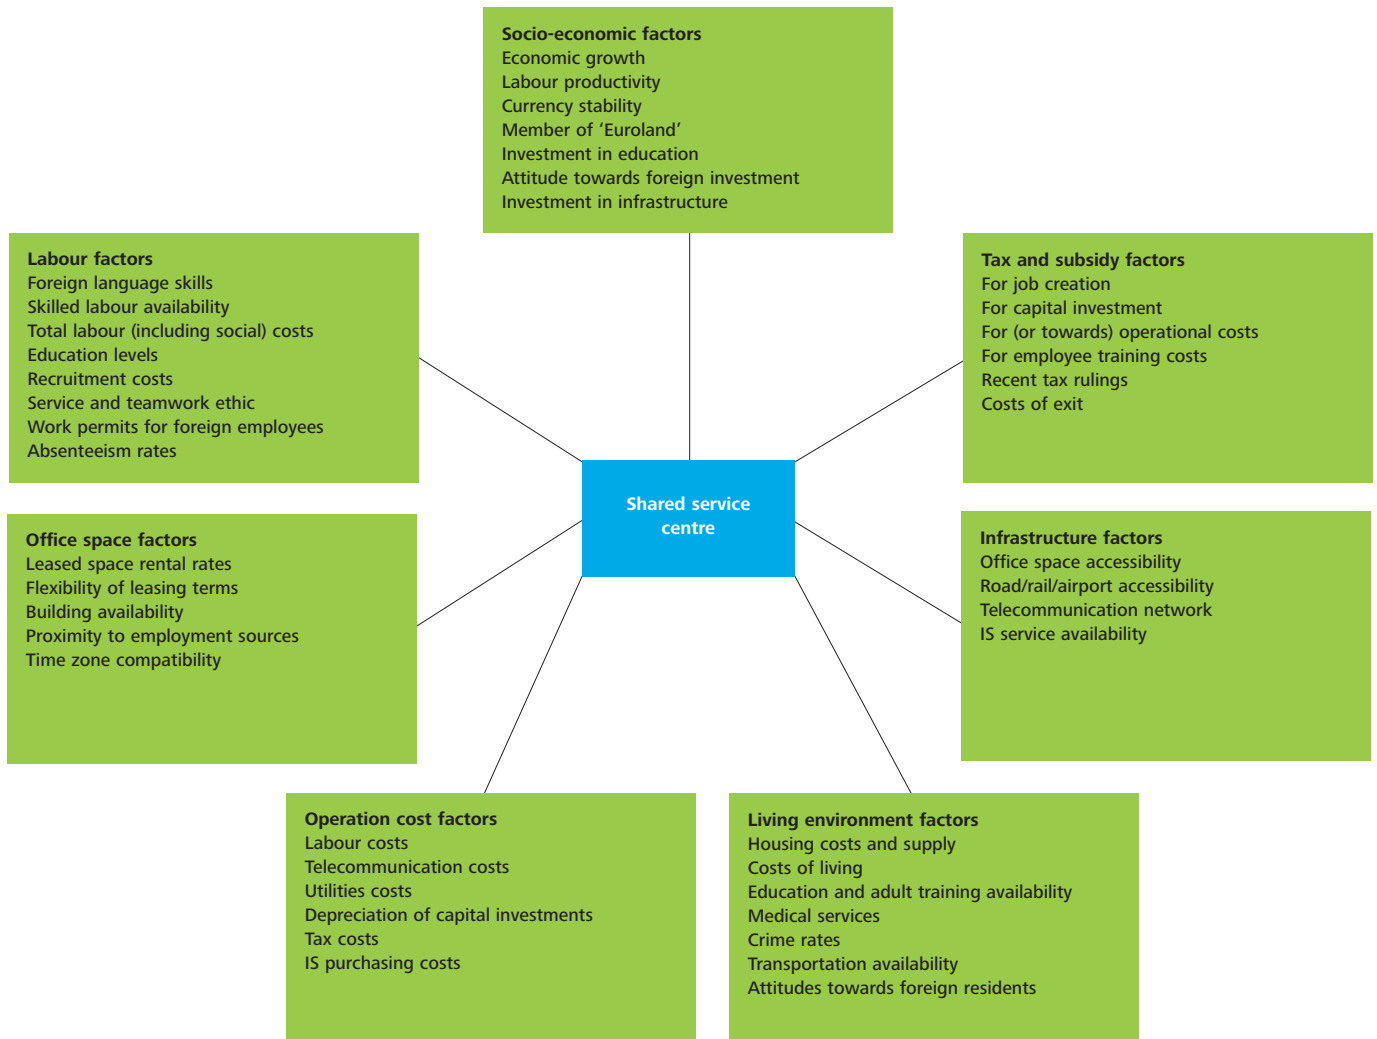 Socio-economic factors
Economic growth
Labour productivity
Currency stability
Member of ‘Euroland’
Investment in education
Attitude towards foreign investment
Investment in infrastructure
Labour factors
Foreign language skills
Skilled labour availability
Total labour (including social) costs
Education levels
Recruitment costs
Service and teamwork ethic
Work permits for foreign employees
Absenteeism rates
Tax and subsidy factors
For job creation
For capital investment
For (or towards) operational costs
For employee training costs
Recent tax rulings
Costs of exit
Shared service
centre
Office space factors
Leased space rental rates
Flexibility of leasing terms
Building availability
Proximity to employment sources
Time zone compatibility
Infrastructure factors
Office space accessibility
Road/rail/airport accessibility
Telecommunication network
IS service availability
Operation cost factors
Labour costs
Telecommunication costs
Utilities costs
Depreciation of capital investments
Tax costs
IS purchasing costs
Living environment factors
Housing costs and supply
Costs of living
Education and adult training availability
Medical services
Crime rates
Transportation availability
Attitudes towards foreign residents